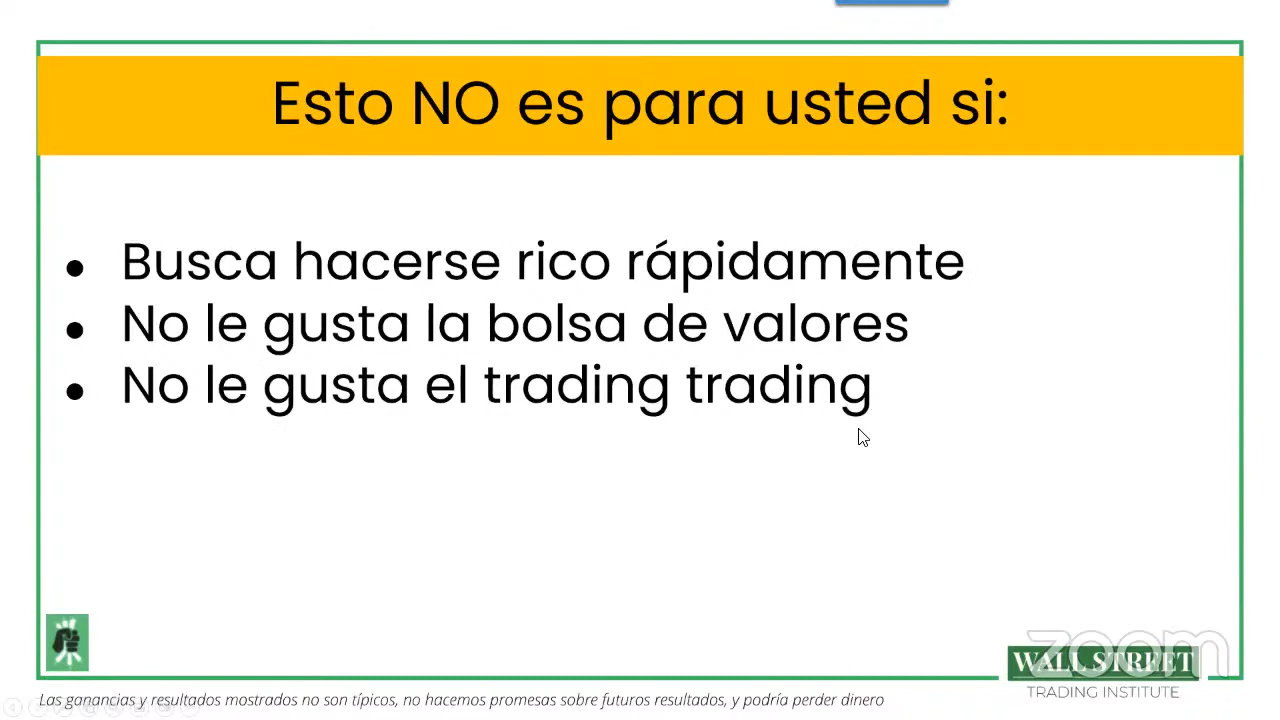 Esto NO es para usted si:
● Busca hacerse rico rápidamente
● No le gusta la bolsa de valores
● No le gusta el trading trading
zoom
WALL STREET
TRADING INSTITUTE
Las ganancias y resultados mostrados no son típicos, no hacemos promesas sobre futuros resultados, y podría perder dinero